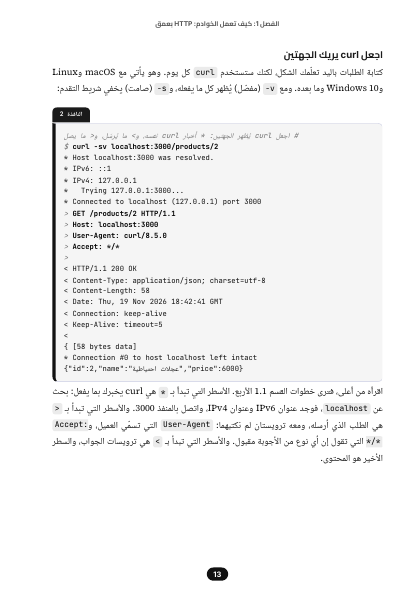 الفصل 1: كيف تعمل الخوادم: HTTP بعمق
اجعل curl يريك الجهتين
كتابة الطلبات باليد تعلّمك الشكل، لكنك ستستخدم curl كل يوم. وهو يأتي مع macOS وLinux
وWindows 10 وما بعده. ومع -v (مفصّل) يُظهر كل ما يفعله، و -s (صامت) يخفي شريط التقدم:
النافذة 2
# اجعل curl يُظهر الجهتين: * أخبار curl نفسه، و> ما يُرسَل، و< ما يصل
$ curl -sv localhost:3000/products/2
* Host localhost:3000 was resolved.
* IPv6: ::1
* IPv4: 127.0.0.1
*   Trying 127.0.0.1:3000...
* Connected to localhost (127.0.0.1) port 3000
> GET /products/2 HTTP/1.1
> Host: localhost:3000
> User-Agent: curl/8.5.0
> Accept: */*
>
< HTTP/1.1 200 OK
< Content-Type: application/json; charset=utf-8
< Content-Length: 58
< Date: Thu, 19 Nov 2026 18:42:41 GMT
< Connection: keep-alive
< Keep-Alive: timeout=5
<
{ [58 bytes data]
* Connection #0 to host localhost left intact
{"id":2,"name":"عجلات احتياطية","price":6000}
اقرأه من أعلى، فترى خطوات القسم 1.1 الأربع. الأسطر التي تبدأ بـ * هي curl يخبرك بما يفعل: بحث
عن localhost، فوجد عنوان IPv6 وعنوان IPv4، واتصل بالمنفذ 3000. والأسطر التي تبدأ بـ >
هي الطلب الذي أرسله، ومعه ترويستان لم نكتبهما: User-Agent التي تسمّي العميل، و Accept:
*/* التي تقول إن أي نوع من الأجوبة مقبول. والأسطر التي تبدأ بـ < هي ترويسات الجواب، والسطر
الأخير هو المحتوى.
13